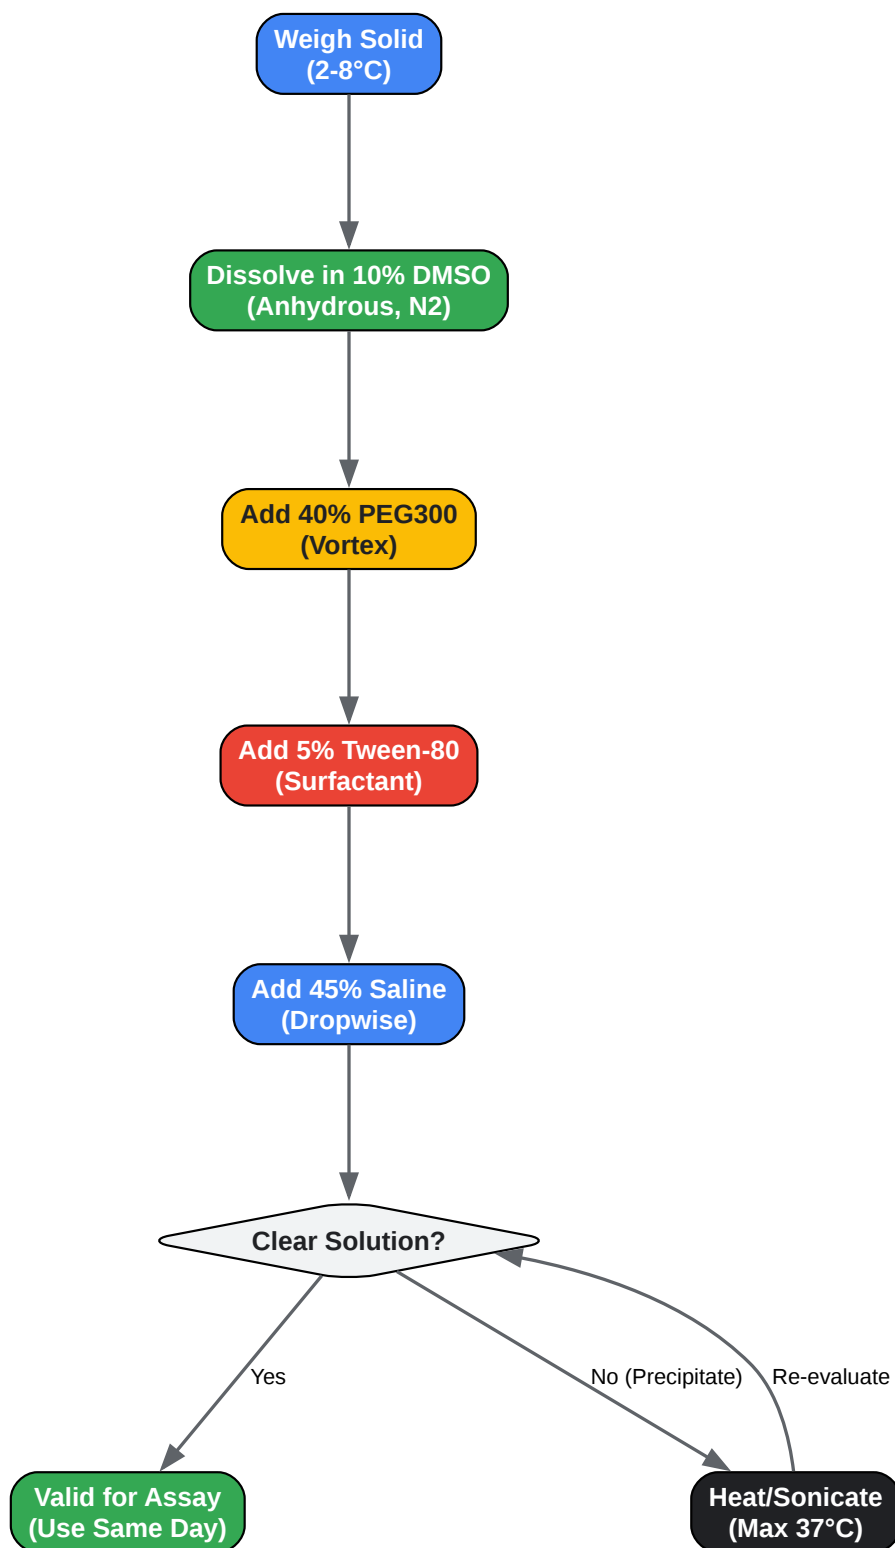 Weigh Solid
(2-8°C)
Dissolve in 10% DMSO
(Anhydrous, N2)
Add 40% PEG300
(Vortex)
Add 5% Tween-80
(Surfactant)
Add 45% Saline
(Dropwise)
Clear Solution?
Yes
No (Precipitate)
Re-evaluate
Valid for Assay
(Use Same Day)
Heat/Sonicate
(Max 37°C)